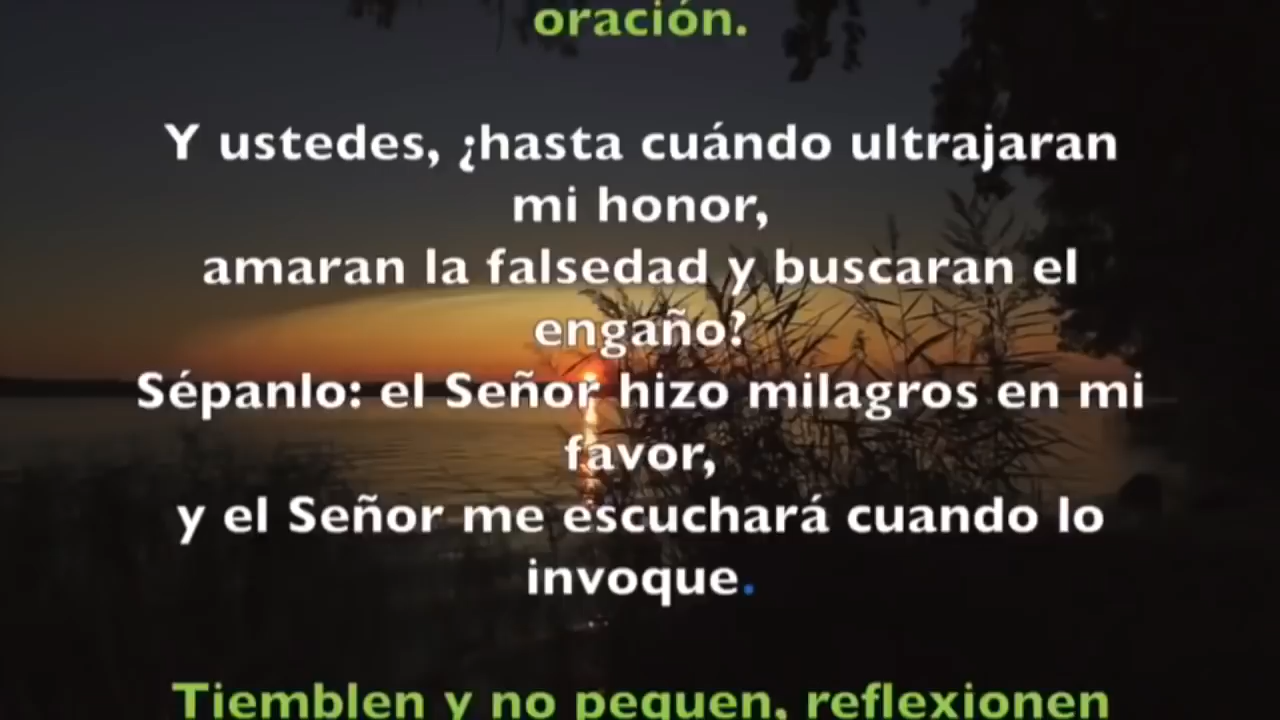 oración.
Y ustedes, ¿hasta cuándo ultrajaran
mi honor,
amaran la falsedad y buscaran el
engaño?
Sépanlo: el Señor hizo milagros en mi
favor,
y el Señor me escuchará cuando lo
invoque.
Tiemblen y no pequen, reflexionen